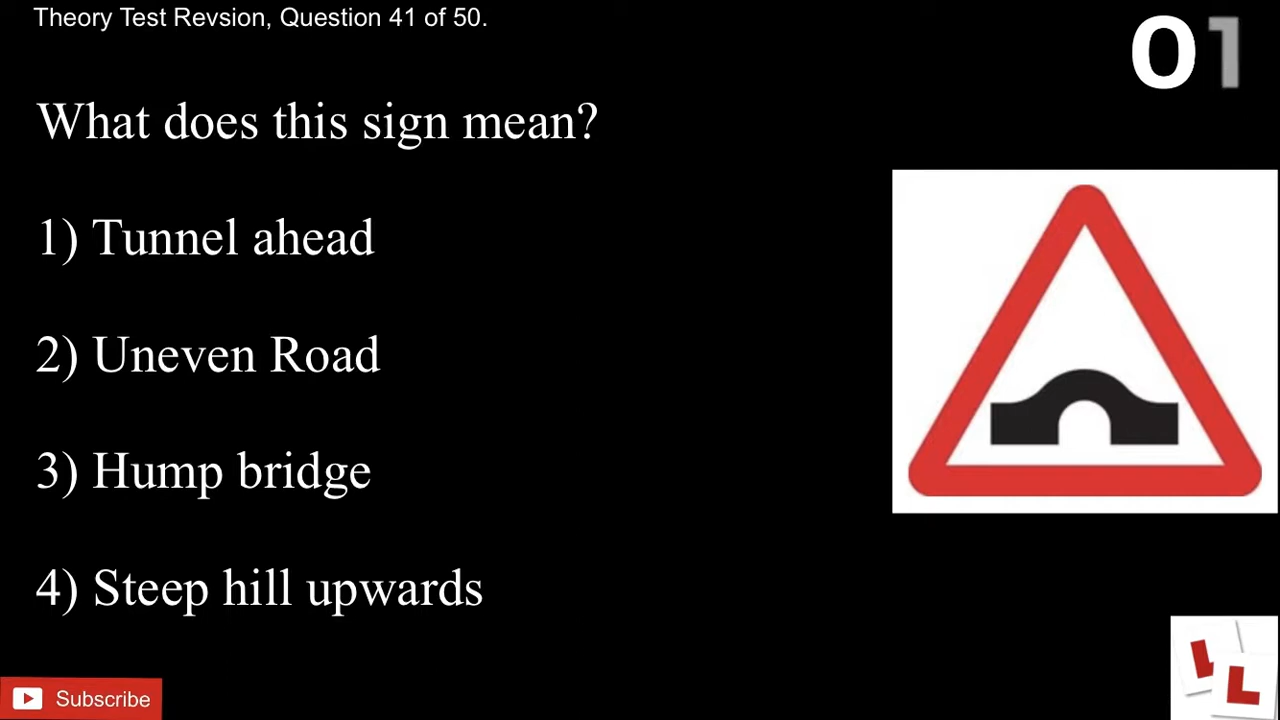 Theory Test Revsion, Question 41 of 50.
01
What does this sign mean?
1) Tunnel ahead
2) Uneven Road
3) Hump bridge
4) Steep hill upwards
L L
Subscribe